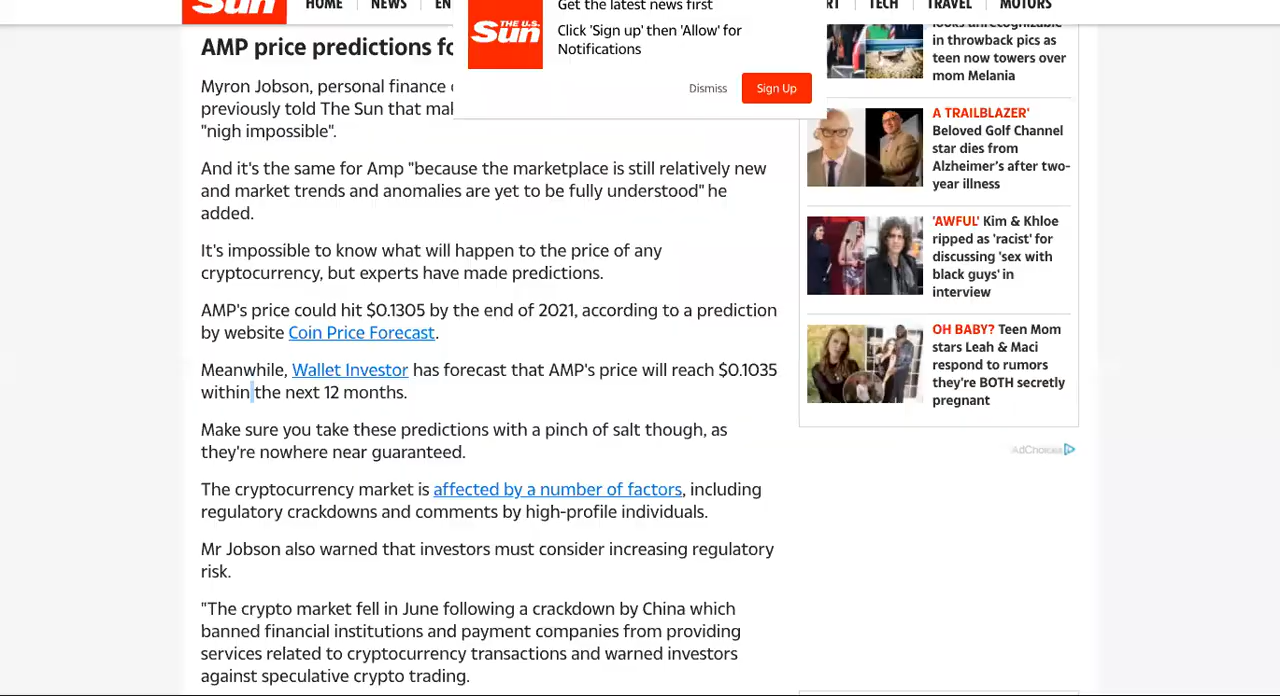 Sun
HOME
NEWS
EN
RT
TECH
TRAVEL
MOTORS
THE U.S.
Sun
Get the latest news first
Click 'Sign up' then 'Allow' for
Notifications
Dismiss
Sign Up
AMP price predictions fo
Myron Jobson, personal finance
previously told The Sun that
"nigh impossible".
And it's the same for Amp "because the marketplace is still relatively new
and market trends and anomalies are yet to be fully understood" he
added.
It's impossible to know what will happen to the price of any
cryptocurrency, but experts have made predictions.
AMP's price could hit $0.1305 by the end of 2021, according to a prediction
by website Coin Price Forecast.
Meanwhile, Wallet Investor has forecast that AMP's price will reach $0.1035
within the next 12 months.
Make sure you take these predictions with a pinch of salt though, as
they're nowhere near guaranteed.
The cryptocurrency market is affected by a number of factors, including
regulatory crackdowns and comments by high-profile individuals.
Mr Jobson also warned that investors must consider increasing regulatory
risk.
"The crypto market fell in June following a crackdown by China which
banned financial institutions and payment companies from providing
services related to cryptocurrency transactions and warned investors
against speculative crypto trading.
looks unrecognizable
in throwback pics as
teen now towers over
mom Melania
A TRAILBLAZER'
Beloved Golf Channel
star dies from
Alzheimer's after two-
year illness
'AWFUL' Kim & Khloe
ripped as 'racist' for
discussing 'sex with
black guys' in
interview
OH BABY? Teen Mom
stars Leah & Maci
respond to rumors
they're BOTH secretly
pregnant
AdChoices